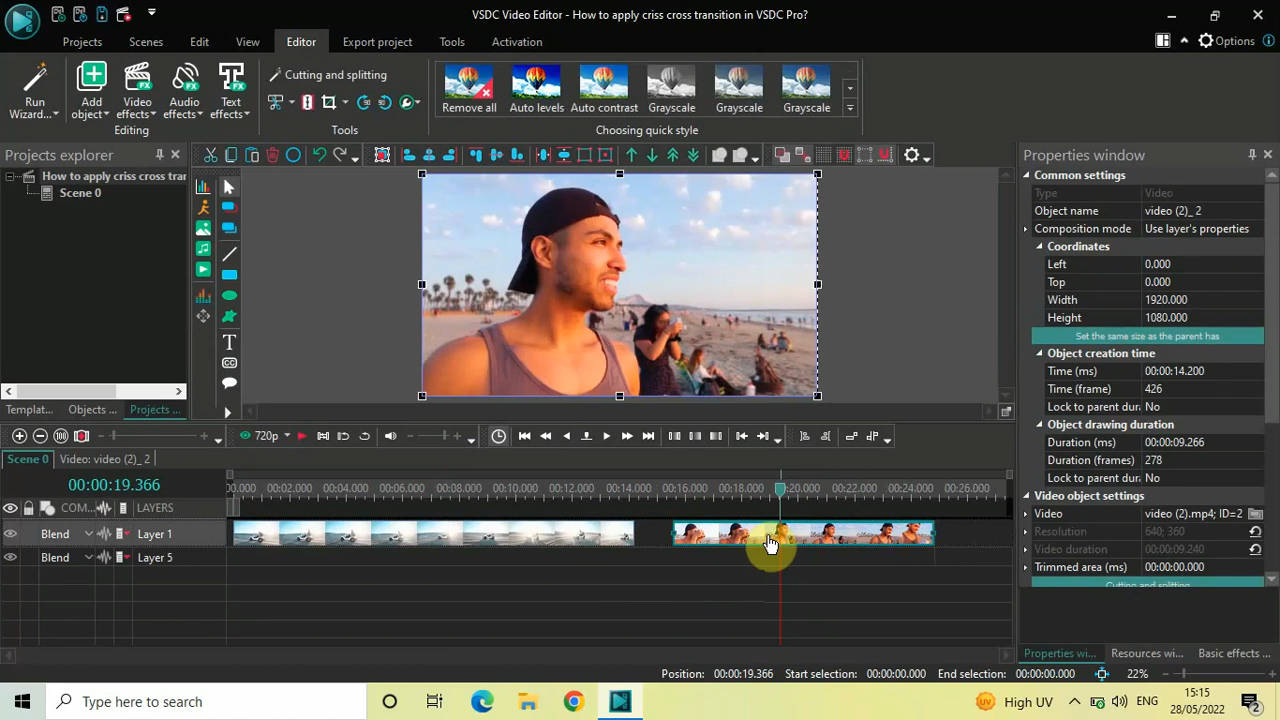 VSDC Video Editor - How to apply criss cross transition in VSDC Pro?
Projects Scenes Edit View Editor Export project Tools Activation
Options
Run Wizard...
Add object
Video effects
Audio effects
Text effects
Editing
Cutting and splitting
Tools
Remove all Auto levels Auto contrast Grayscale Grayscale Grayscale
Choosing quick style
Projects explorer
How to apply criss cross tran
Scene 0
Templat... Objects ... Projects ...
Properties window
Common settings
Type Video
Object name video (2)_ 2
Composition mode Use layer's properties
Coordinates
Left 0.000
Top 0.000
Width 1920.000
Height 1080.000
Set the same size as the parent has
Object creation time
Time (ms) 00:00:14.200
Time (frame) 426
Lock to parent dura No
Object drawing duration
Duration (ms) 00:00:09.266
Duration (frames) 278
Lock to parent dura No
Video object settings
Video video (2).mp4; ID=2
Resolution 640; 360
Video duration 00:00:09.240
Trimmed area (ms) 00:00:00.000
Cutting and splitting
Properties wi... Resources wi... Basic effects ...
720p
Scene 0 Video: video (2)_ 2
00:00:19.366
0.000 00:02.000 00:04.000 00:06.000 00:08.000 00:10.000 00:12.000 00:14.000 00:16.000 00:18.000 00:20.000 00:22.000 00:24.000 00:26.000
COM... LAYERS
Blend Layer 1
Blend Layer 5
Position: 00:00:19.366 Start selection: 00:00:00.000 End selection: 00:00:00.000 22%
Type here to search
High UV
ENG
15:15
28/05/2022
2